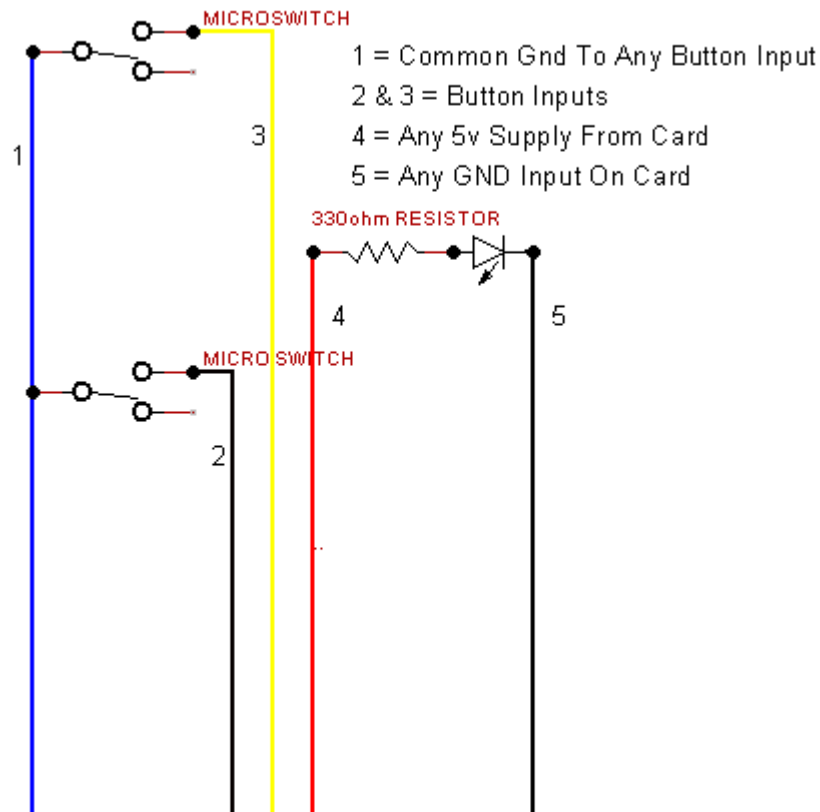 MICROSWITCH
1 = Common Gnd To Any Button Input
2 & 3 = Button Inputs
3
1
4 = Any 5v Supply From Card
5 = Any GND Input On Card
330ohm RESISTOR
4
5
MICROSWITCH
2